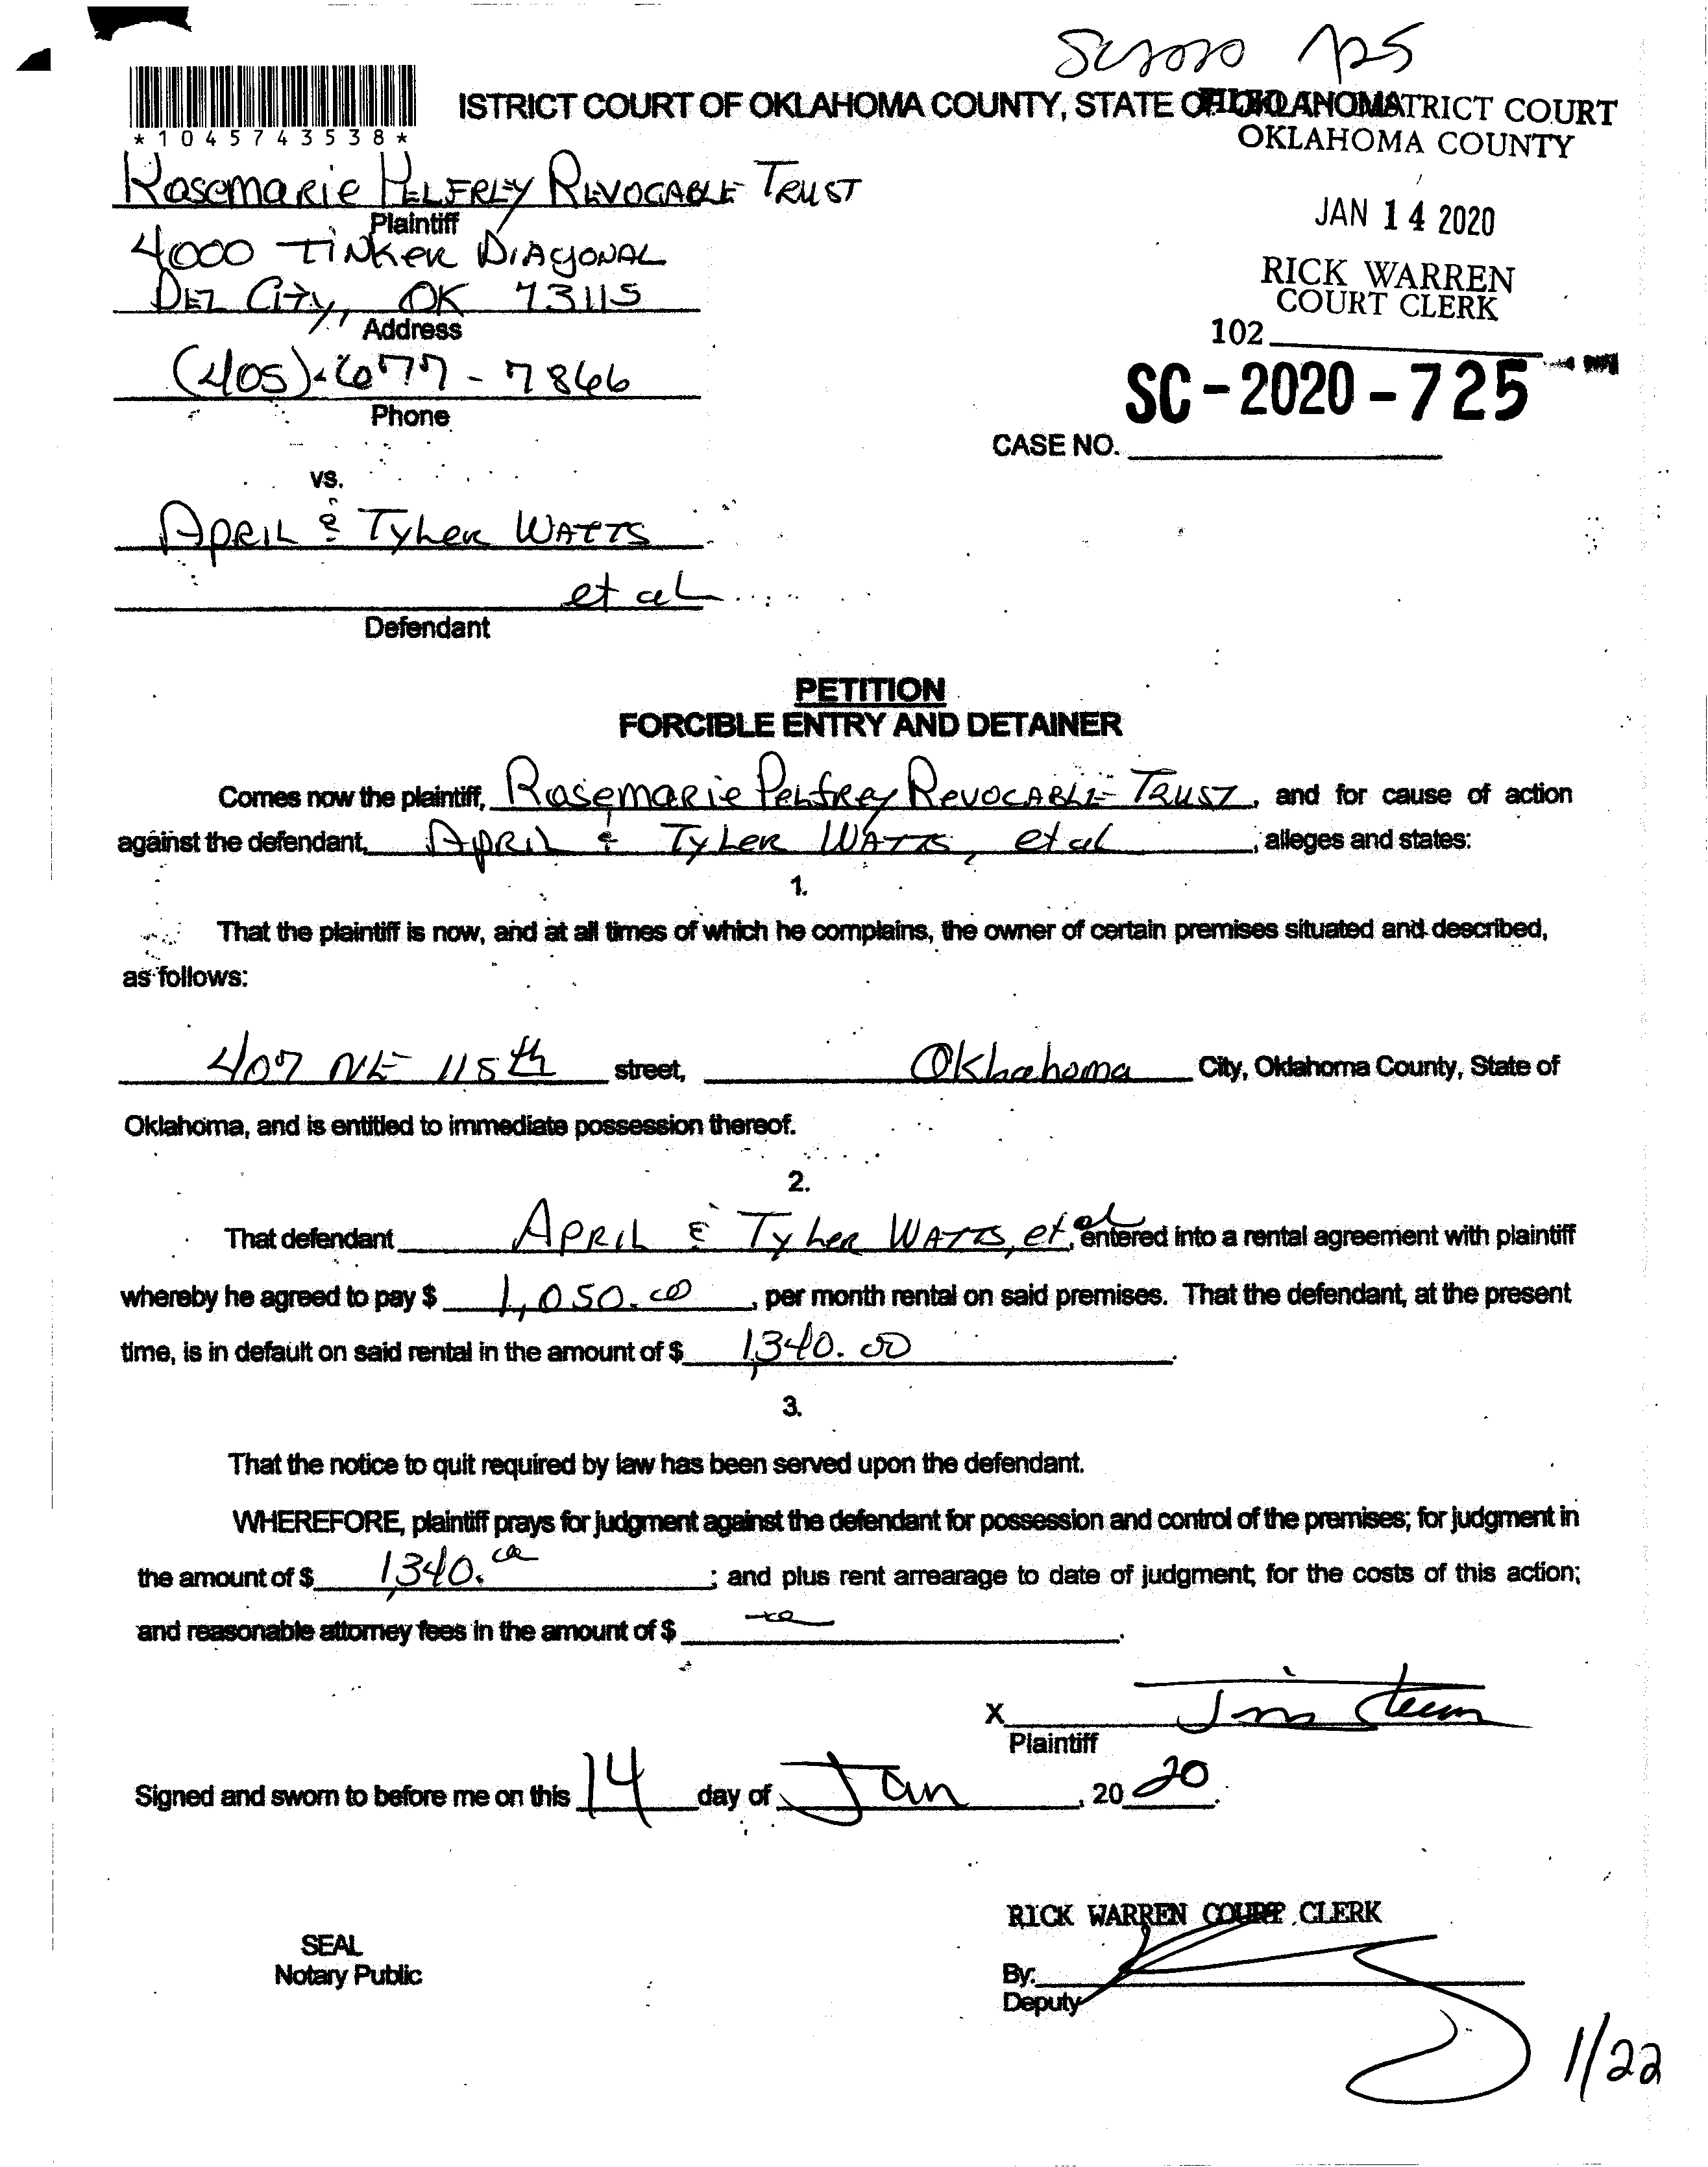 SC2020 725
ISTRICT COURT OF OKLAHOMA COUNTY, STATE OF OKLAHOMA
FILED IN DISTRICT COURT
OKLAHOMA COUNTY
*1045743538*
Rosemarie Pelfrey Revocable Trust
Plaintiff
JAN 14 2020
4000 Tinker Diagonal
Del City, OK 73115
Address
RICK WARREN
COURT CLERK
102
(405)-677-7866
Phone
SC-2020-725
CASE NO.
vs.
April & Tyler Watts
et al
Defendant
PETITION
FORCIBLE ENTRY AND DETAINER
Comes now the plaintiff, Rosemarie Pelfrey Revocable Trust, and for cause of action
against the defendant, April & Tyler Watts, et al, alleges and states:
1.
That the plaintiff is now, and at all times of which he complains, the owner of certain premises situated and described,
as follows:
407 NE 115th street, Oklahoma City, Oklahoma County, State of
Oklahoma, and is entitled to immediate possession thereof.
2.
That defendant April & Tyler Watts, et al, entered into a rental agreement with plaintiff
whereby he agreed to pay $ 1,050.00, per month rental on said premises. That the defendant, at the present
time, is in default on said rental in the amount of $ 1,340.00.
3.
That the notice to quit required by law has been served upon the defendant.
WHEREFORE, plaintiff prays for judgment against the defendant for possession and control of the premises; for judgment in
the amount of $ 1,340.00; and plus rent arrearage to date of judgment; for the costs of this action;
and reasonable attorney fees in the amount of $
X
Plaintiff
Signed and sworn to before me on this 14 day of Jan, 2020.
RICK WARREN COURT CLERK
SEAL
Notary Public
By:
Deputy
1/22